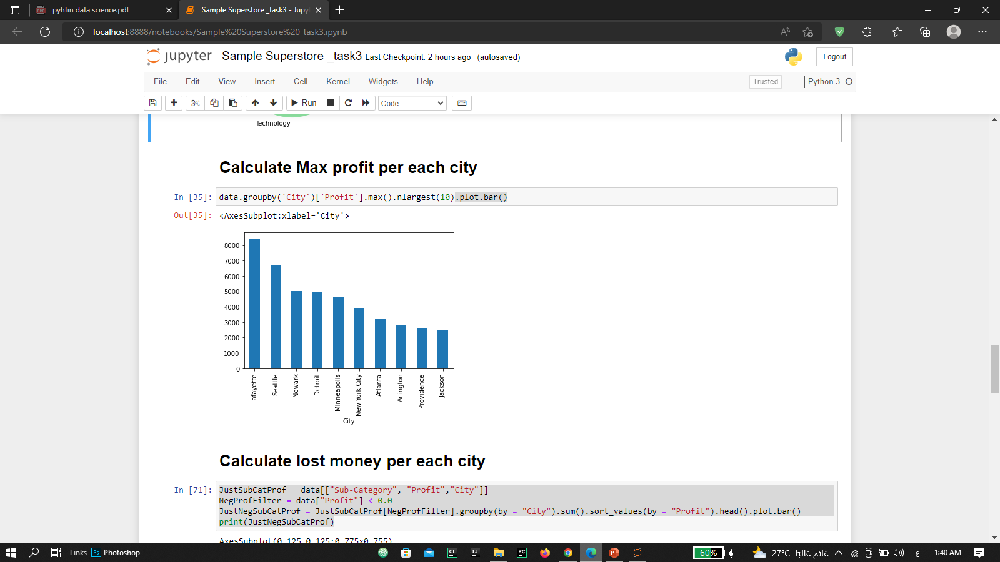 pyhtin data science.pdf
Sample Superstore _task3 - Jupy
localhost:8888/notebooks/Sample%20Superstore%20_task3.ipynb
jupyter Sample Superstore _task3 Last Checkpoint: 2 hours ago (autosaved)
Logout
File Edit View Insert Cell Kernel Widgets Help
Trusted
Python 3
Run
Code
Technology
Calculate Max profit per each city
In [35]: data.groupby('City')['Profit'].max().nlargest(10).plot.bar()
Out[35]: <AxesSubplot:xlabel='City'>
8000
7000
6000
5000
4000
3000
2000
1000
0
Lafayette
Seattle
Newark
Detroit
Minneapolis
New York City
Atlanta
Arlington
Providence
Jackson
City
Calculate lost money per each city
In [71]: JustSubCatProf = data[["Sub-Category", "Profit","City"]]
NegProfFilter = data["Profit"] < 0.0
JustNegSubCatProf = JustSubCatProf[NegProfFilter].groupby(by = "City").sum().sort_values(by = "Profit").head().plot.bar()
print(JustNegSubCatProf)
AxesSubplot(0.125,0.125;0.775x0.755)
Links Ps Photoshop
CL
IJ
PC
60%
27°C غائم غالبًا
ع
1:40 AM